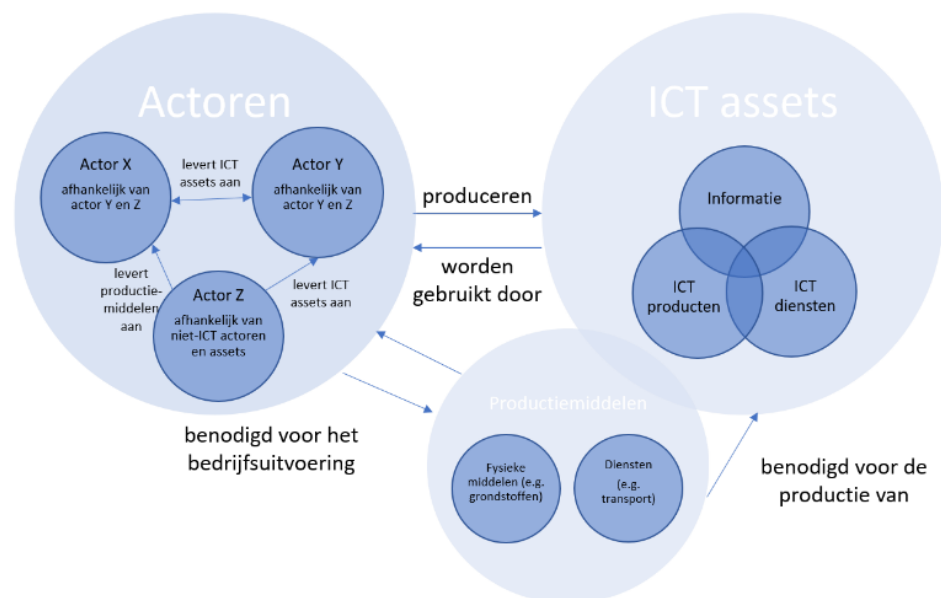 Actoren
ICT assets
Actor X
afhankelijk van
actor Y en Z
levert ICT
assets aan
Actor Y
afhankelijk van
actor Y en Z
levert
productie-
middelen
aan
Actor Z
afhankelijk van
niet-ICT actoren
en assets
levert ICT
assets aan
produceren
worden
gebruikt door
Informatie
ICT
producten
ICT
diensten
benodigd voor het
bedrijfsuitvoering
Productiemiddelen
Fysieke
middelen (e.g.
grondstoffen)
Diensten
(e.g.
transport)
benodigd voor de
productie van